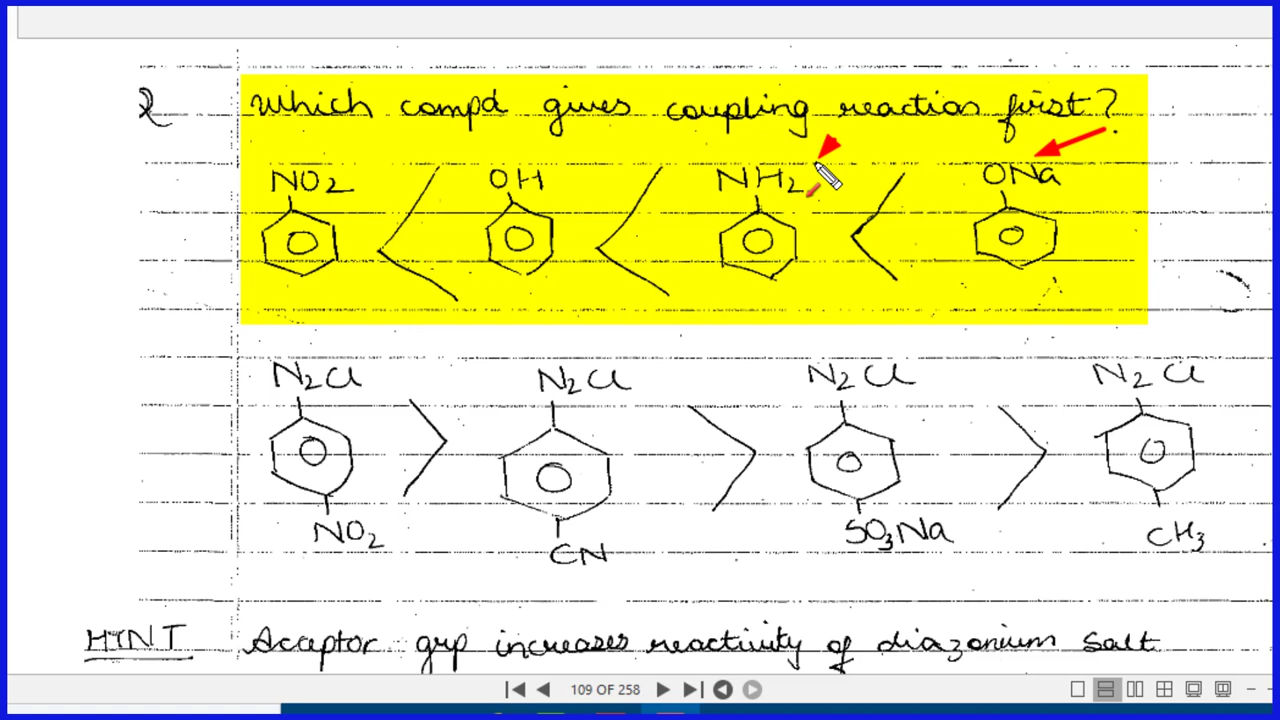 Q Which compd gives coupling reaction first?
NO2 < OH < NH2 < ONa
N2Cl > N2Cl > N2Cl > N2Cl
NO2 CN SO3Na CH3
HINT Acceptor grp increases reactivity of diazonium salt
109 OF 258